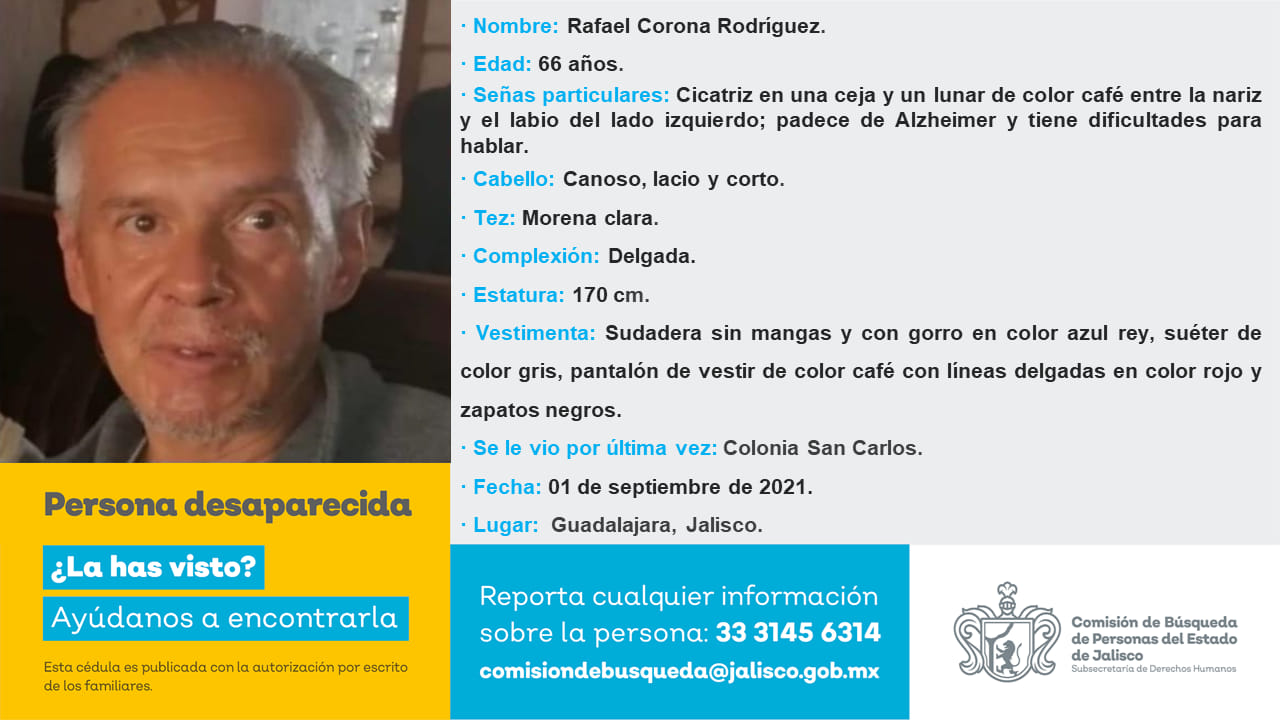 · Nombre: Rafael Corona Rodríguez.
· Edad: 66 años.
· Señas particulares: Cicatriz en una ceja y un lunar de color café entre la nariz
y el labio del lado izquierdo; padece de Alzheimer y tiene dificultades para
hablar.
· Cabello: Canoso, lacio y corto.
· Tez: Morena clara.
· Complexión: Delgada.
· Estatura: 170 cm.
· Vestimenta: Sudadera sin mangas y con gorro en color azul rey, suéter de
color gris, pantalón de vestir de color café con líneas delgadas en color rojo y
zapatos negros.
· Se le vio por última vez: Colonia San Carlos.
· Fecha: 01 de septiembre de 2021.
· Lugar: Guadalajara, Jalisco.
Persona desaparecida
¿La has visto?
Ayúdanos a encontrarla
Esta cédula es publicada con la autorización por escrito
de los familiares.
Reporta cualquier información
sobre la persona: 33 3145 6314
comisiondebusqueda@jalisco.gob.mx
Comisión de Búsqueda
de Personas del Estado
de Jalisco
Subsecretaría de Derechos Humanos